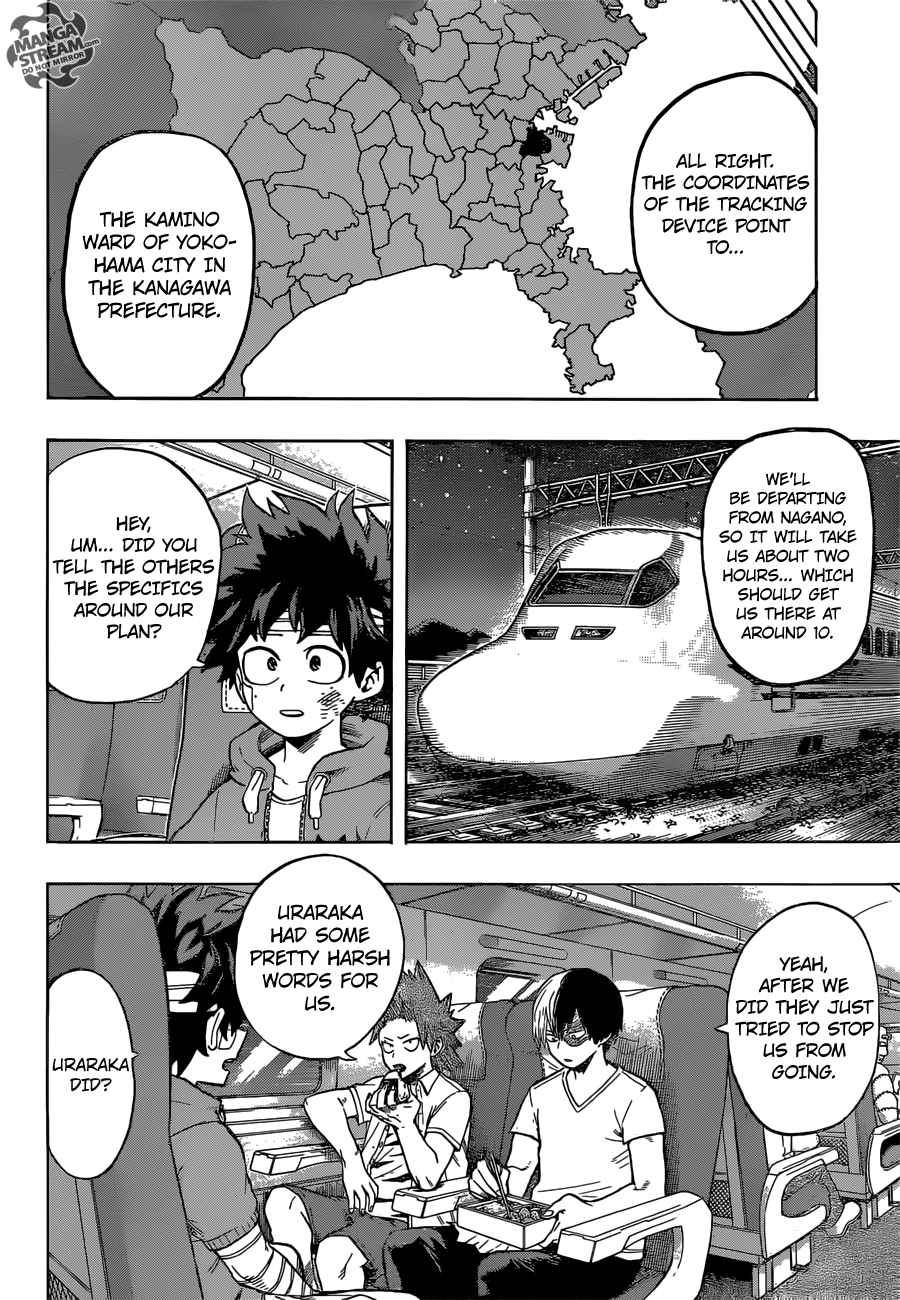 MANGA
STREAM.com
DO NOT MIRROR
ALL RIGHT.
THE COORDINATES
OF THE TRACKING
DEVICE POINT
TO...
THE KAMINO
WARD OF YOKO-
HAMA CITY IN
THE KANAGAWA
PREFECTURE.
WE'LL
BE DEPARTING
FROM NAGANO,
SO IT WILL TAKE
US ABOUT TWO
HOURS... WHICH
SHOULD GET
US THERE AT
AROUND 10.
HEY,
UM... DID YOU
TELL THE OTHERS
THE SPECIFICS
AROUND OUR
PLAN?
YEAH,
AFTER WE
DID THEY JUST
TRIED TO STOP
US FROM
GOING.
URARAKA
HAD SOME
PRETTY HARSH
WORDS FOR
US.
URARAKA
DID?